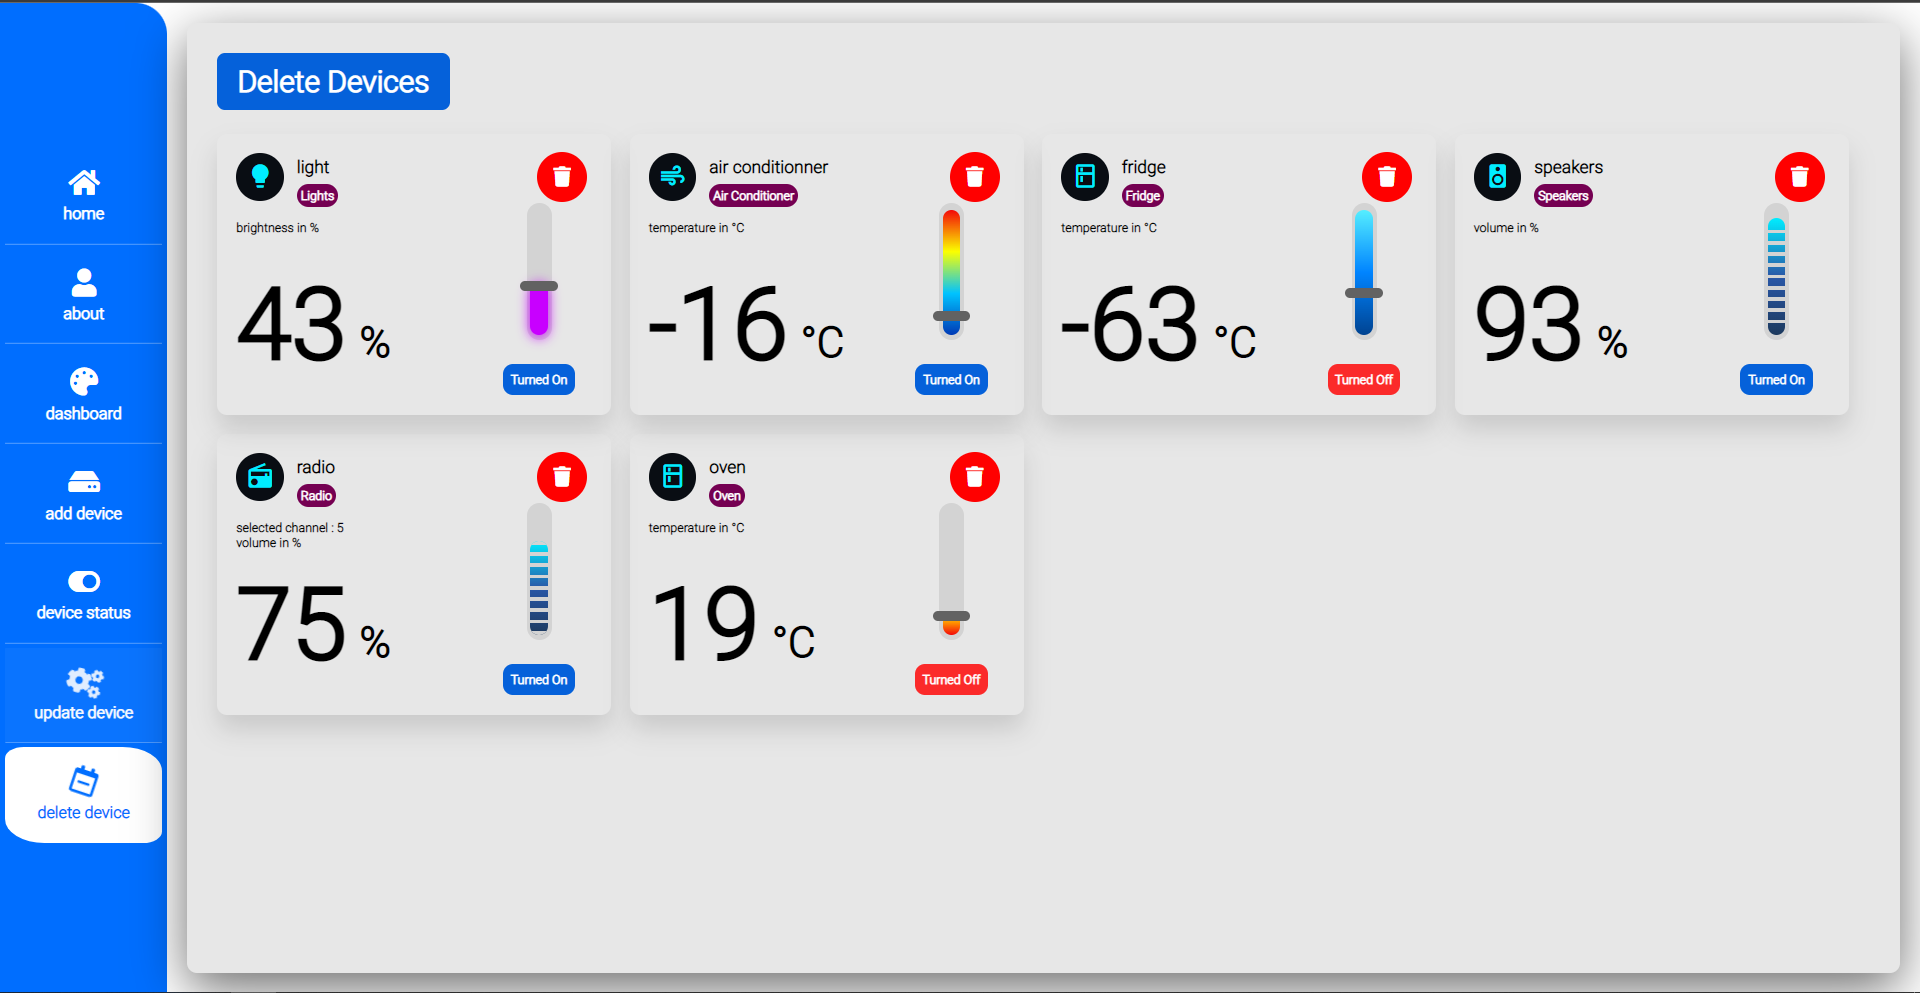 home
about
dashboard
add device
device status
update device
delete device
Delete Devices
light
Lights
brightness in %
43 %
Turned On
air conditionner
Air Conditioner
temperature in °C
-16 °C
Turned On
fridge
Fridge
temperature in °C
-63 °C
Turned Off
speakers
Speakers
volume in %
93 %
Turned On
radio
Radio
selected channel : 5
volume in %
75 %
Turned On
oven
Oven
temperature in °C
19 °C
Turned Off